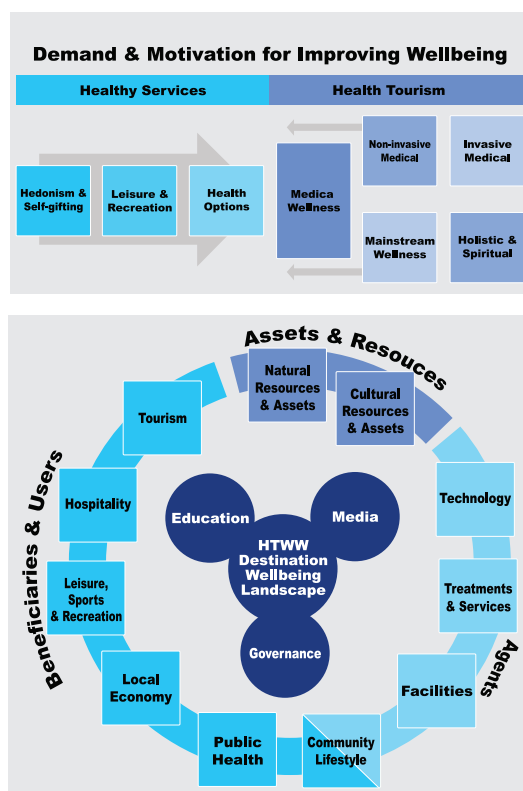 Demand & Motivation for Improving Wellbeing
Healthy Services
Health Tourism
Hedonism &
Self-gifting
Leisure &
Recreation
Health
Options
Medica
Wellness
Non-invasive
Medical
Invasive
Medical
Mainstream
Wellness
Holistic &
Spiritual
Assets & Resouces
Natural
Resources
& Assets
Cultural
Resources
& Assets
Beneficiaries & Users
Tourism
Hospitality
Leisure,
Sports
& Recreation
Local
Economy
Public
Health
Community
Lifestyle
Agents
Technology
Treatments
& Services
Facilities
Education
Media
HTWW
Destination
Wellbeing
Landscape
Governance